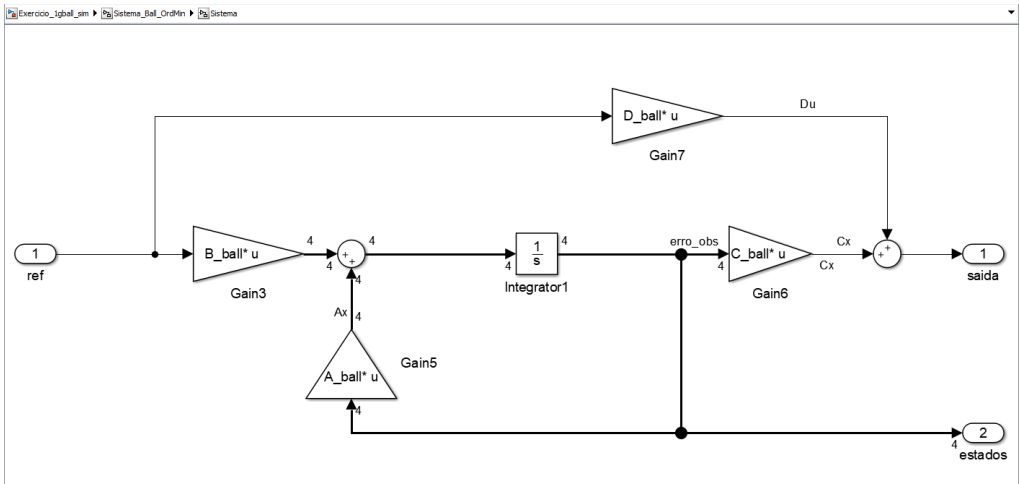 Exercicio_1gball_sim ▶ Sistema_Ball_OrdMin ▶ Sistema
Du
D_ball* u
Gain7
1
ref
B_ball* u
Gain3
4
4
+
+
4
4
4
1
s
4
Integrator1
erro_obs
4
C_ball* u
Gain6
Cx
Cx
+
+
1
saida
Ax
4
Gain5
A_ball* u
4
2
estados
4